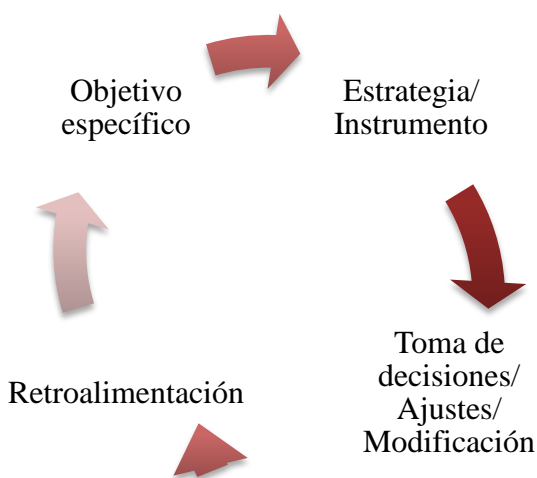 Objetivo
específico
Estrategia/
Instrumento
Toma de
decisiones/
Ajustes/
Modificación
Retroalimentación